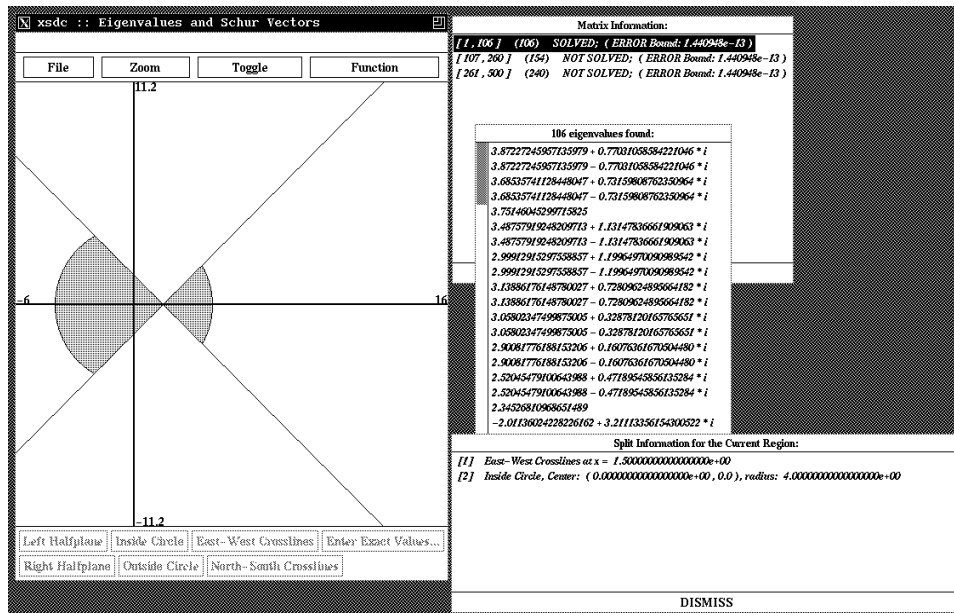 X xsdc :: Eigenvalues and Schur Vectors
File Zoom Toggle Function
11.2
-6
16
-11.2
Left Halfplane Inside Circle East-West Crosslines Enter Exact Values...
Right Halfplane Outside Circle North-South Crosslines
Matrix Information:
[ 1 , 106 ] (106) SOLVED; ( ERROR Bound: 1.440948e-13 )
[ 107 , 260 ] (154) NOT SOLVED; ( ERROR Bound: 1.440948e-13 )
[ 261 , 500 ] (240) NOT SOLVED; ( ERROR Bound: 1.440948e-13 )
106 eigenvalues found:
3.87227245957135979 + 0.77031058584221046 * i
3.87227245957135979 - 0.77031058584221046 * i
3.68535741128448047 + 0.73159808762350964 * i
3.68535741128448047 - 0.73159808762350964 * i
3.75146045299715825
3.48757919248209713 + 1.13147836661909063 * i
3.48757919248209713 - 1.13147836661909063 * i
2.99912915297558857 + 1.19964970090989542 * i
2.99912915297558857 - 1.19964970090989542 * i
3.13886176148780027 + 0.72809624895664182 * i
3.13886176148780027 - 0.72809624895664182 * i
3.05802347499875005 + 0.32878120165765651 * i
3.05802347499875005 - 0.32878120165765651 * i
2.90081776188153206 + 0.16076361670504480 * i
2.90081776188153206 - 0.16076361670504480 * i
2.52045479100643988 + 0.47189545856135284 * i
2.52045479100643988 - 0.47189545856135284 * i
2.34526810968651489
-2.01136024228226162 + 3.21113356154300522 * i
Split Information for the Current Region:
[1] East-West Crosslines at x = 1.5000000000000000e+00
[2] Inside Circle, Center: ( 0.0000000000000000e+00 , 0.0 ), radius: 4.0000000000000000e+00
DISMISS